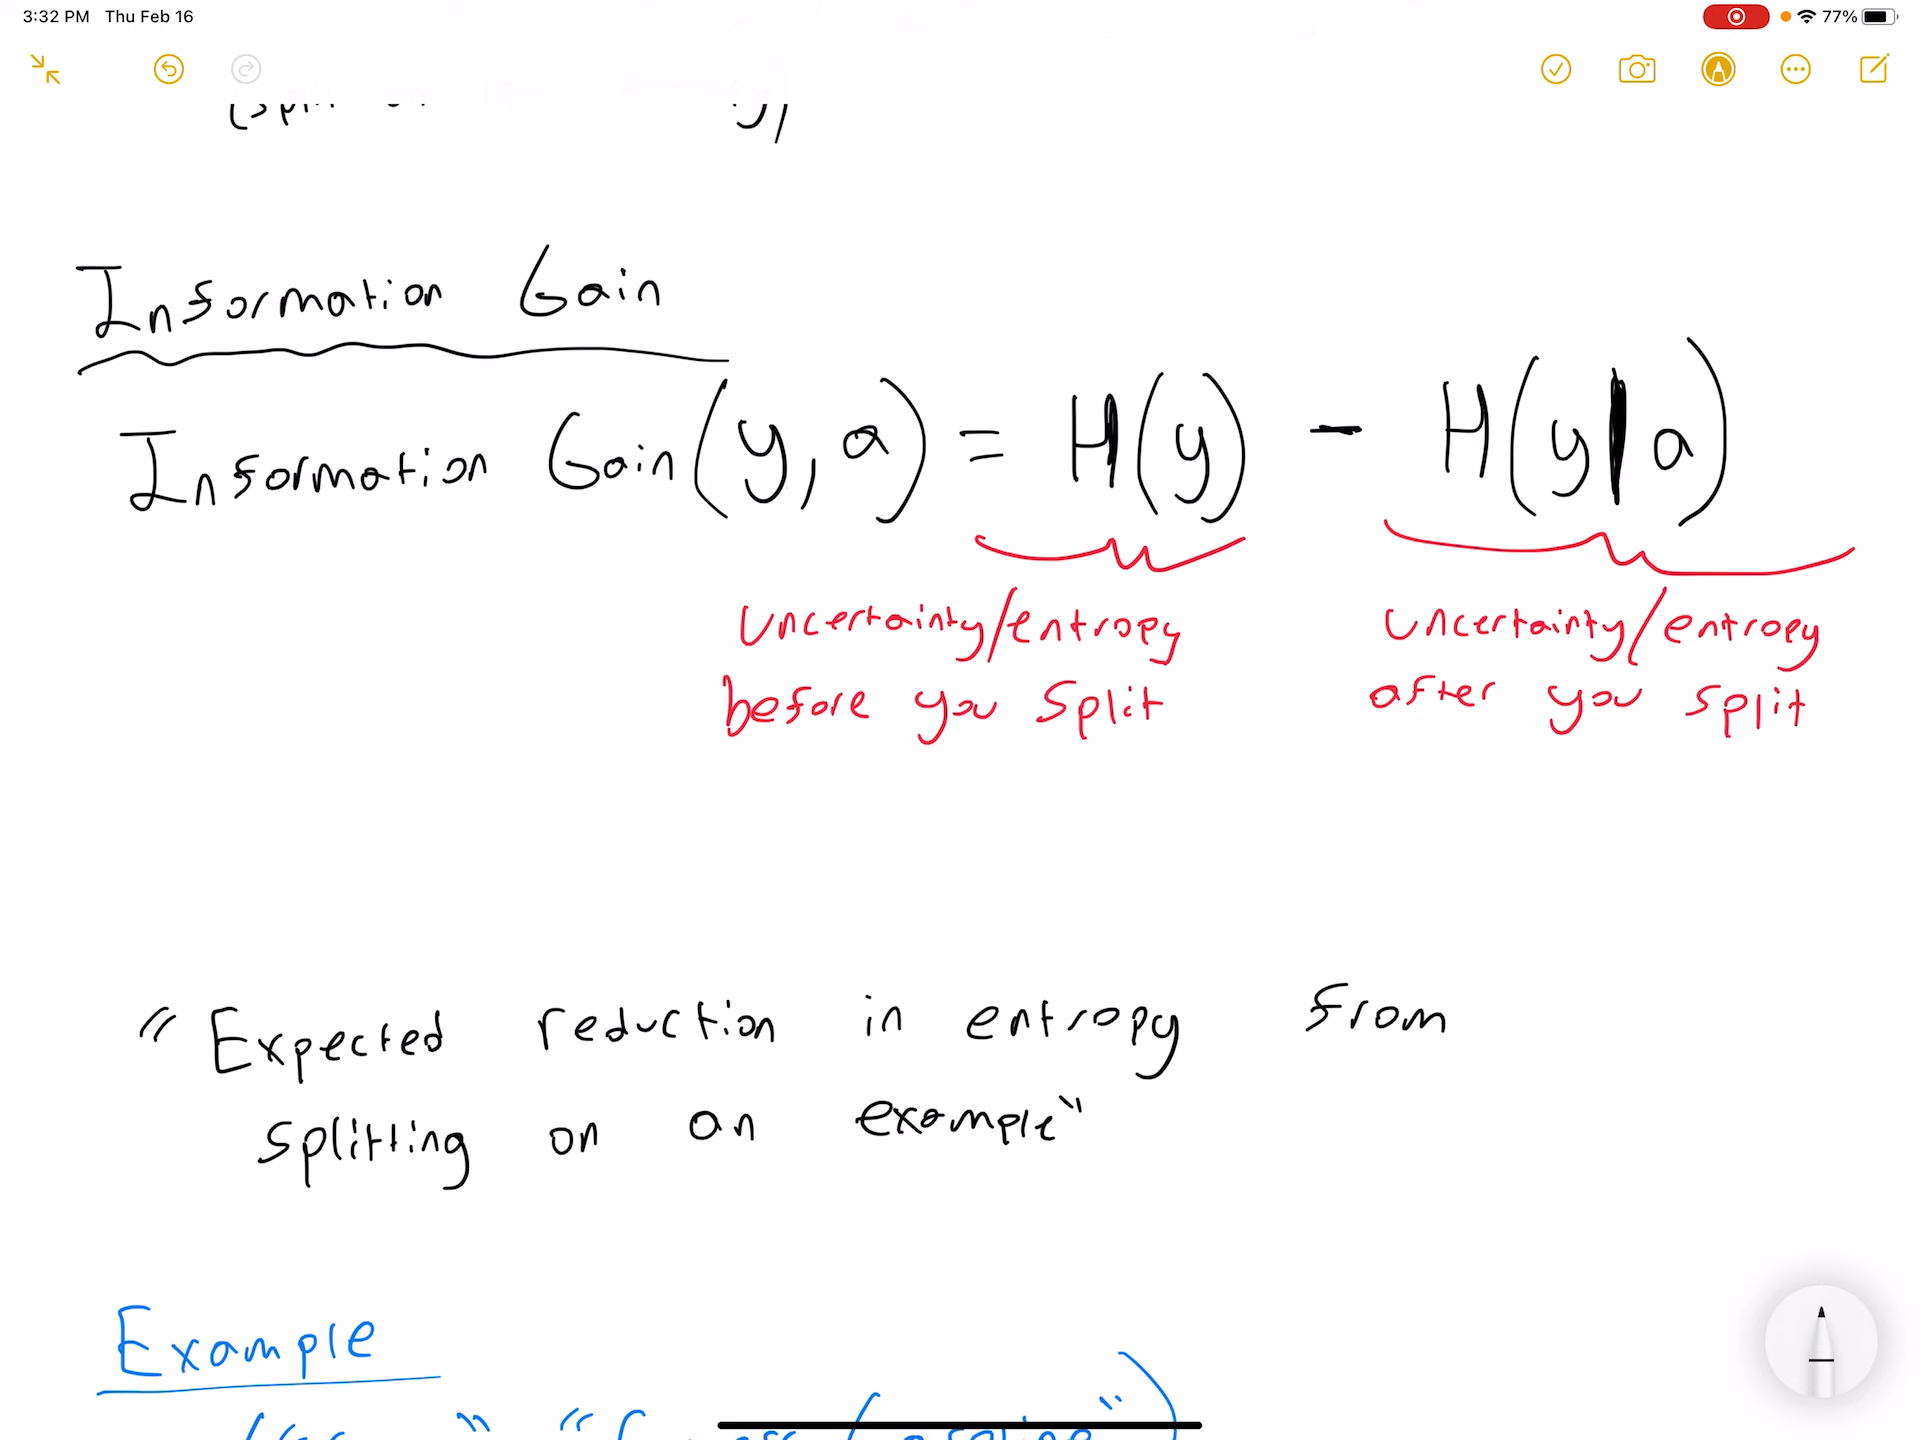 3:32 PM Thu Feb 16
77%
Information Gain
Information Gain(y, a) = H(y) - H(y|a)
uncertainty/entropy
before you split
uncertainty/entropy
after you split
"Expected reduction in entropy from
splitting on an example"
Example